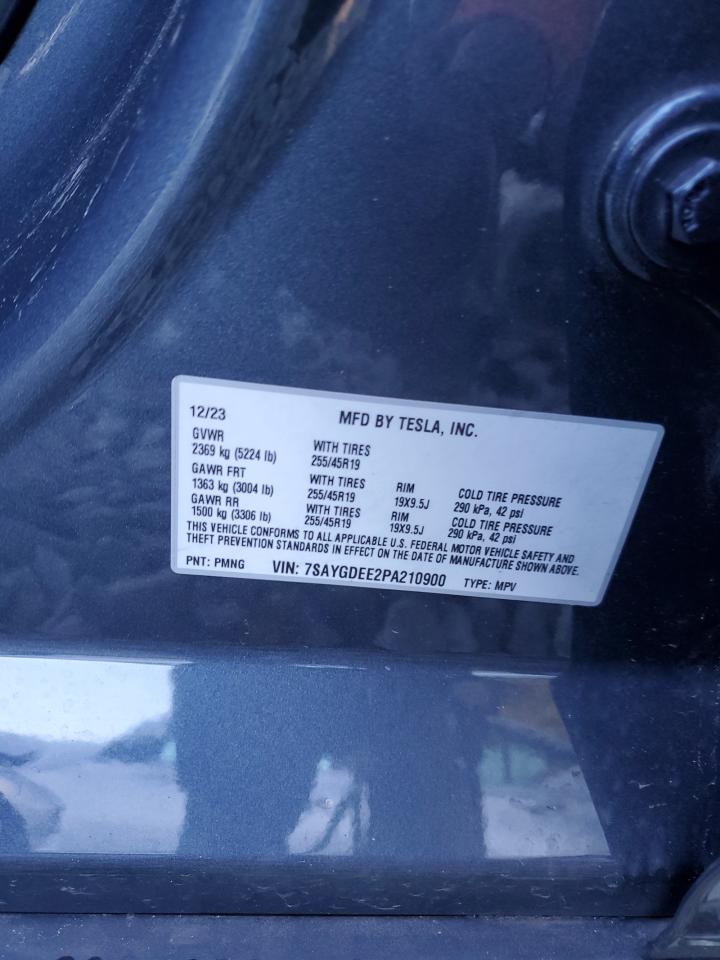 12/23 MFD BY TESLA, INC.
GVWR
2369 kg (5224 lb) WITH TIRES 255/45R19
GAWR FRT
1363 kg (3004 lb) WITH TIRES 255/45R19 RIM 19X9.5J COLD TIRE PRESSURE 290 kPa, 42 psi
GAWR RR
1500 kg (3306 lb) WITH TIRES 255/45R19 RIM 19X9.5J COLD TIRE PRESSURE 290 kPa, 42 psi
THIS VEHICLE CONFORMS TO ALL APPLICABLE U.S. FEDERAL MOTOR VEHICLE SAFETY AND
THEFT PREVENTION STANDARDS IN EFFECT ON THE DATE OF MANUFACTURE SHOWN ABOVE.
PNT: PMNG VIN: 7SAYGDEE2PA210900 TYPE: MPV